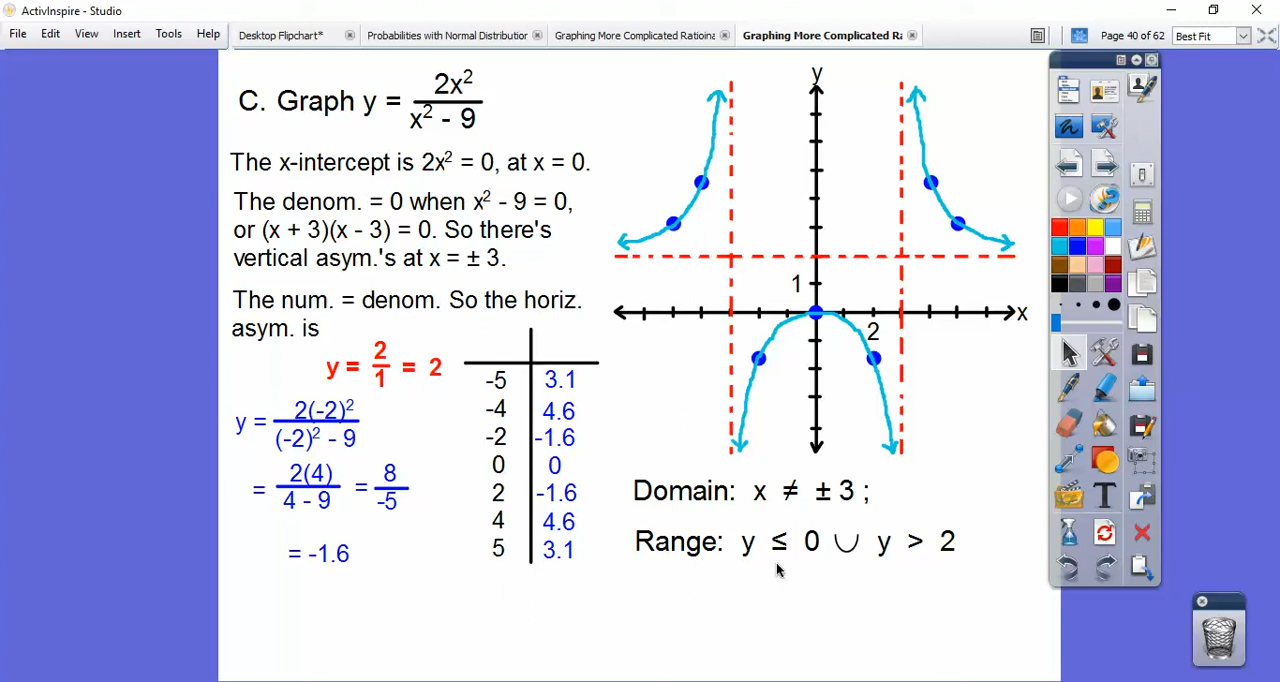 ActivInspire - Studio
File Edit View Insert Tools Help
Desktop Flipchart* Probabilities with Normal Distribution Graphing More Complicated Rationa Graphing More Complicated Ra
Page 40 of 62 Best Fit
C. Graph y = 2x² / (x² - 9)
The x-intercept is 2x² = 0, at x = 0.
The denom. = 0 when x² - 9 = 0,
or (x + 3)(x - 3) = 0. So there's
vertical asym.'s at x = ± 3.
The num. = denom. So the horiz.
asym. is
y = 2/1 = 2
y = 2(-2)² / ((-2)² - 9)
= 2(4) / (4 - 9) = 8 / -5
= -1.6
-5 3.1
-4 4.6
-2 -1.6
0 0
2 -1.6
4 4.6
5 3.1
y
1
2
x
Domain: x ≠ ± 3 ;
Range: y ≤ 0 ∪ y > 2